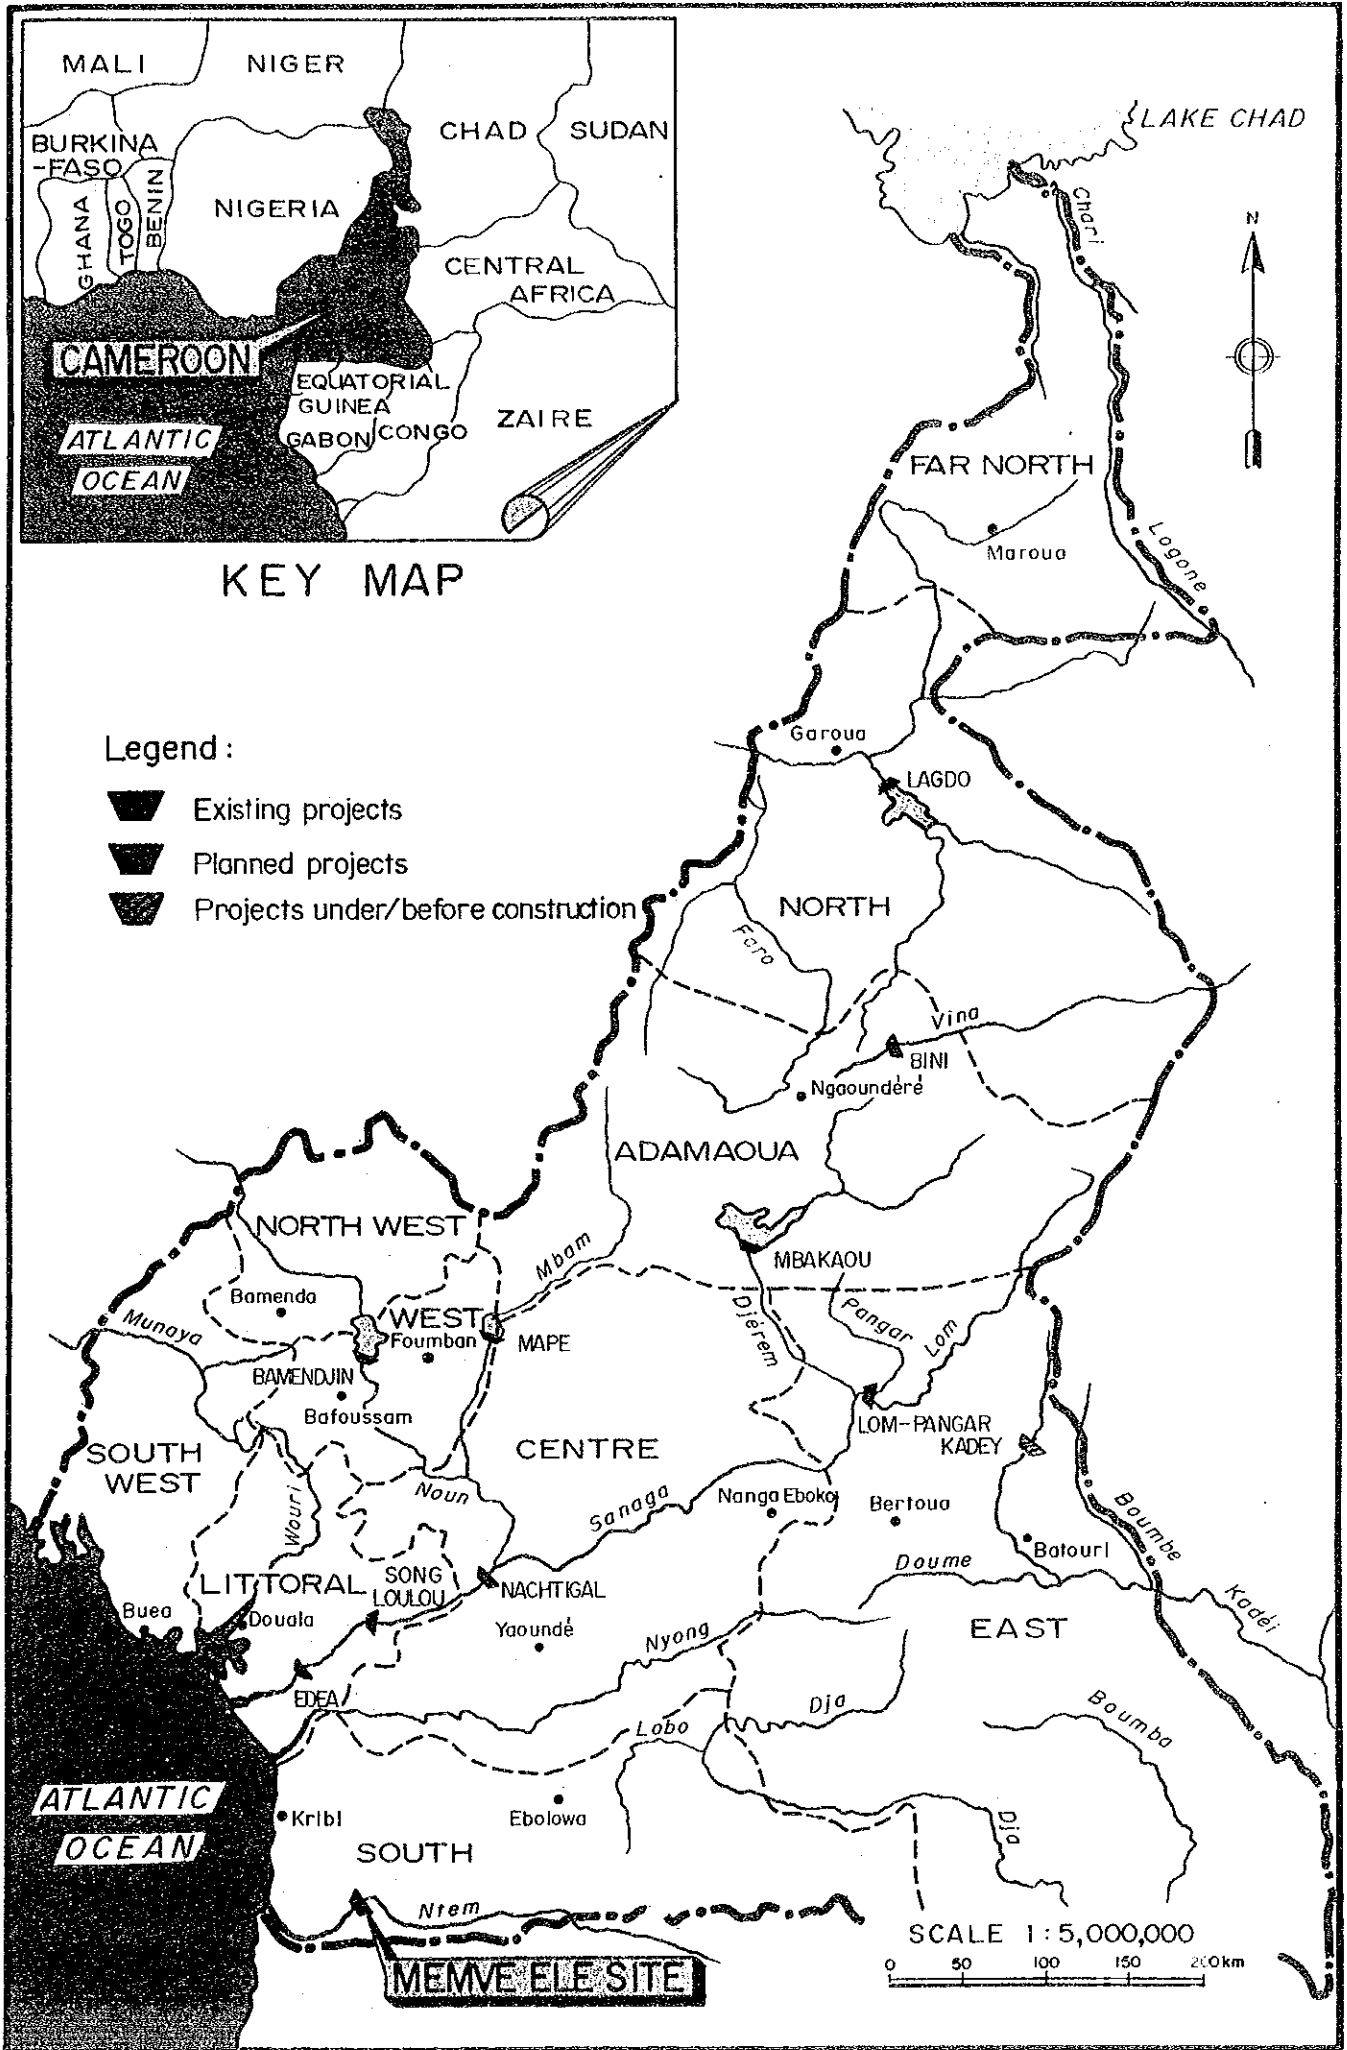 MALI
NIGER
CHAD
SUDAN
BURKINA
-FASO
GHANA
TOGO
BENIN
NIGERIA
CENTRAL
AFRICA
CAMEROON
EQUATORIAL
GUINEA
GABON
CONGO
ZAIRE
ATLANTIC
OCEAN
KEY MAP
LAKE CHAD
Chari
N
FAR NORTH
Maroua
Logone
Legend :
Existing projects
Planned projects
Projects under/before construction
Garoua
LAGDO
NORTH
Faro
Vina
BINI
Ngaoundéré
ADAMAOUA
NORTH WEST
Mbam
MBAKAOU
Bamenda
Munaya
WEST
Foumban
MAPE
Djérem
Pangar
Lom
BAMENDJIN
Bafoussam
LOM-PANGAR
KADEY
SOUTH
WEST
CENTRE
Noun
Wouri
Sanaga
Nanga Eboko
Bertoua
Boumbe
Batouri
Doume
Kadéi
LITTORAL
SONG
LOULOU
NACHTIGAL
Buea
Douala
Yaoundé
Nyong
EAST
EDEA
Lobo
Dja
Boumba
ATLANTIC
OCEAN
Kribi
Ebolowa
Dja
SOUTH
Ntem
MEMVE ELE SITE
SCALE 1:5,000,000
0 50 100 150 200km